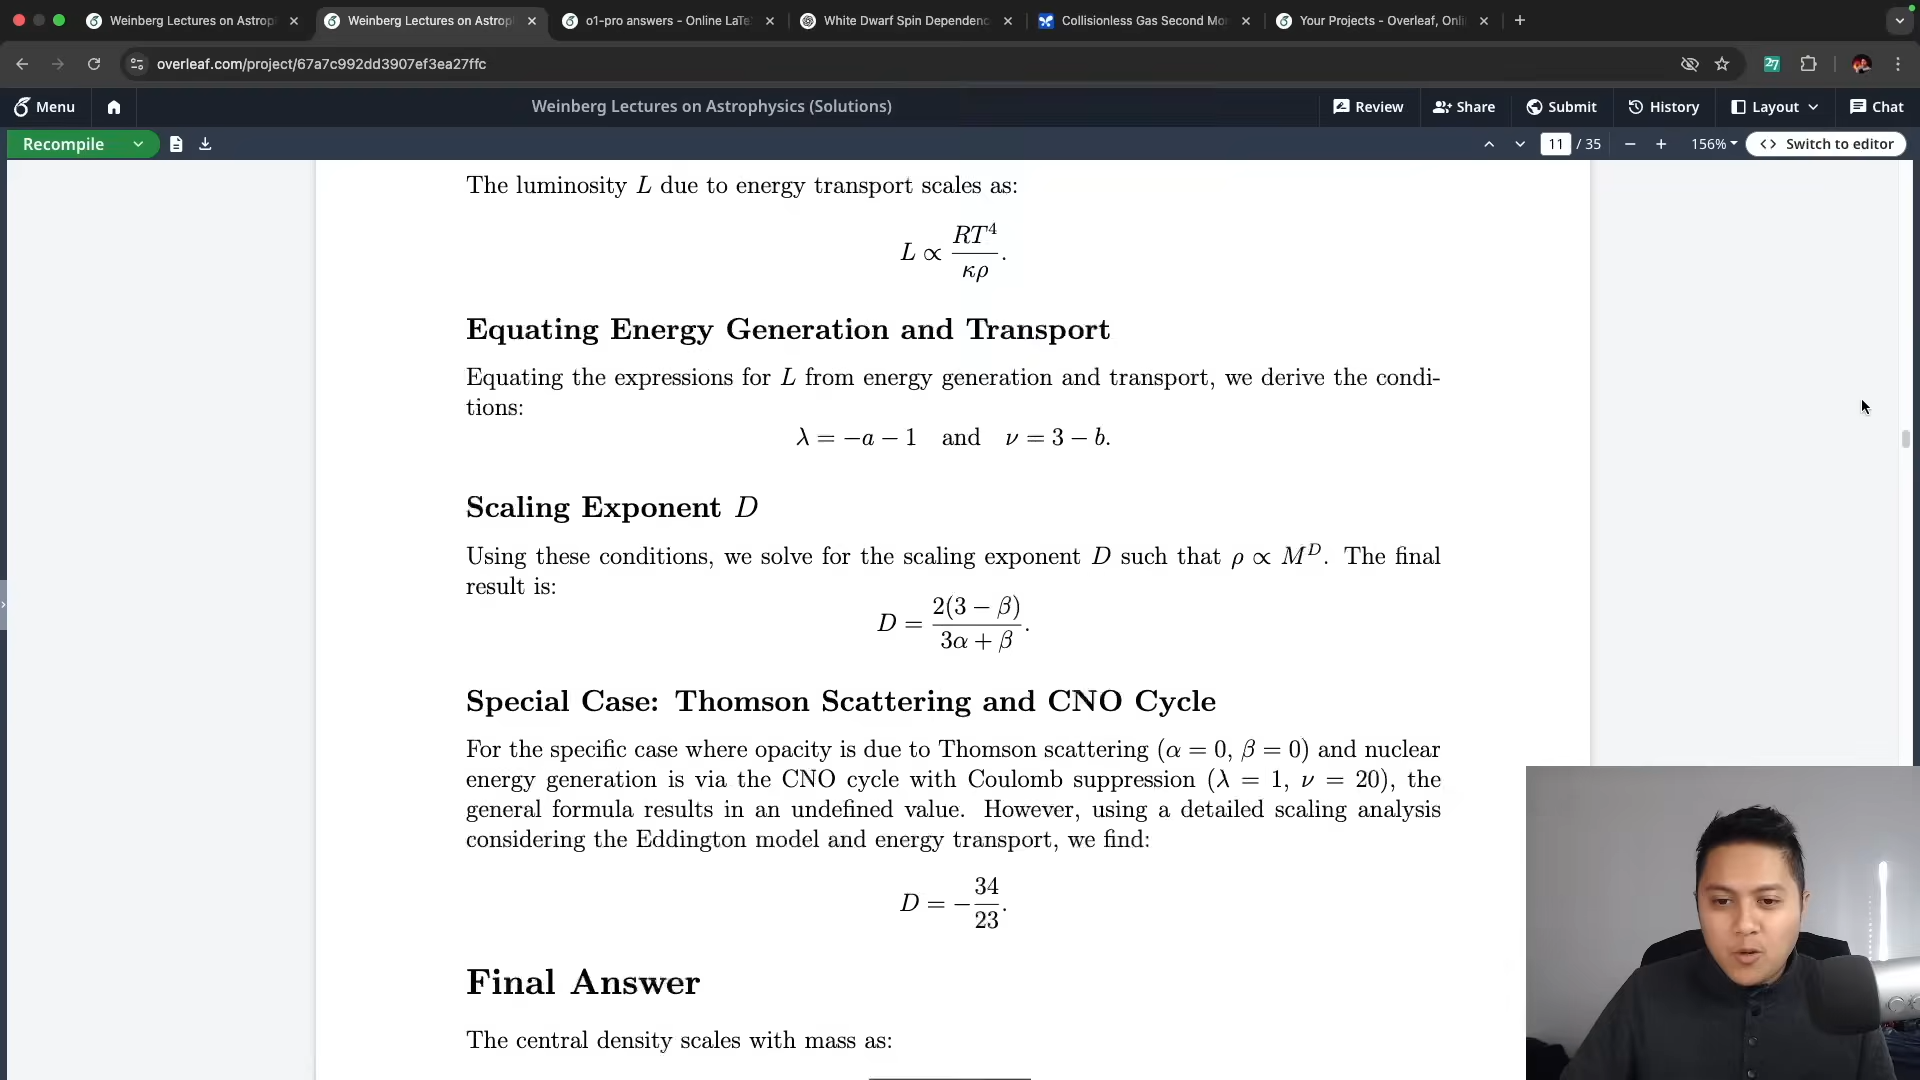 Weinberg Lectures on Astroph
Weinberg Lectures on Astroph
o1-pro answers - Online LaTe
White Dwarf Spin Dependenc
Collisionless Gas Second Mo
Your Projects - Overleaf, Onli
overleaf.com/project/67a7c992dd3907ef3ea27ffc
27
Menu
Weinberg Lectures on Astrophysics (Solutions)
Review
Share
Submit
History
Layout
Chat
Recompile
11 / 35
156%
Switch to editor
The luminosity L due to energy transport scales as:
L ∝ RT⁴ / κρ.
Equating Energy Generation and Transport
Equating the expressions for L from energy generation and transport, we derive the condi-
tions:
λ = −a − 1 and ν = 3 − b.
Scaling Exponent D
Using these conditions, we solve for the scaling exponent D such that ρ ∝ Mᴰ. The final
result is:
D = 2(3 − β) / 3α + β.
Special Case: Thomson Scattering and CNO Cycle
For the specific case where opacity is due to Thomson scattering (α = 0, β = 0) and nuclear
energy generation is via the CNO cycle with Coulomb suppression (λ = 1, ν = 20), the
general formula results in an undefined value. However, using a detailed scaling analysis
considering the Eddington model and energy transport, we find:
D = −34 / 23.
Final Answer
The central density scales with mass as: